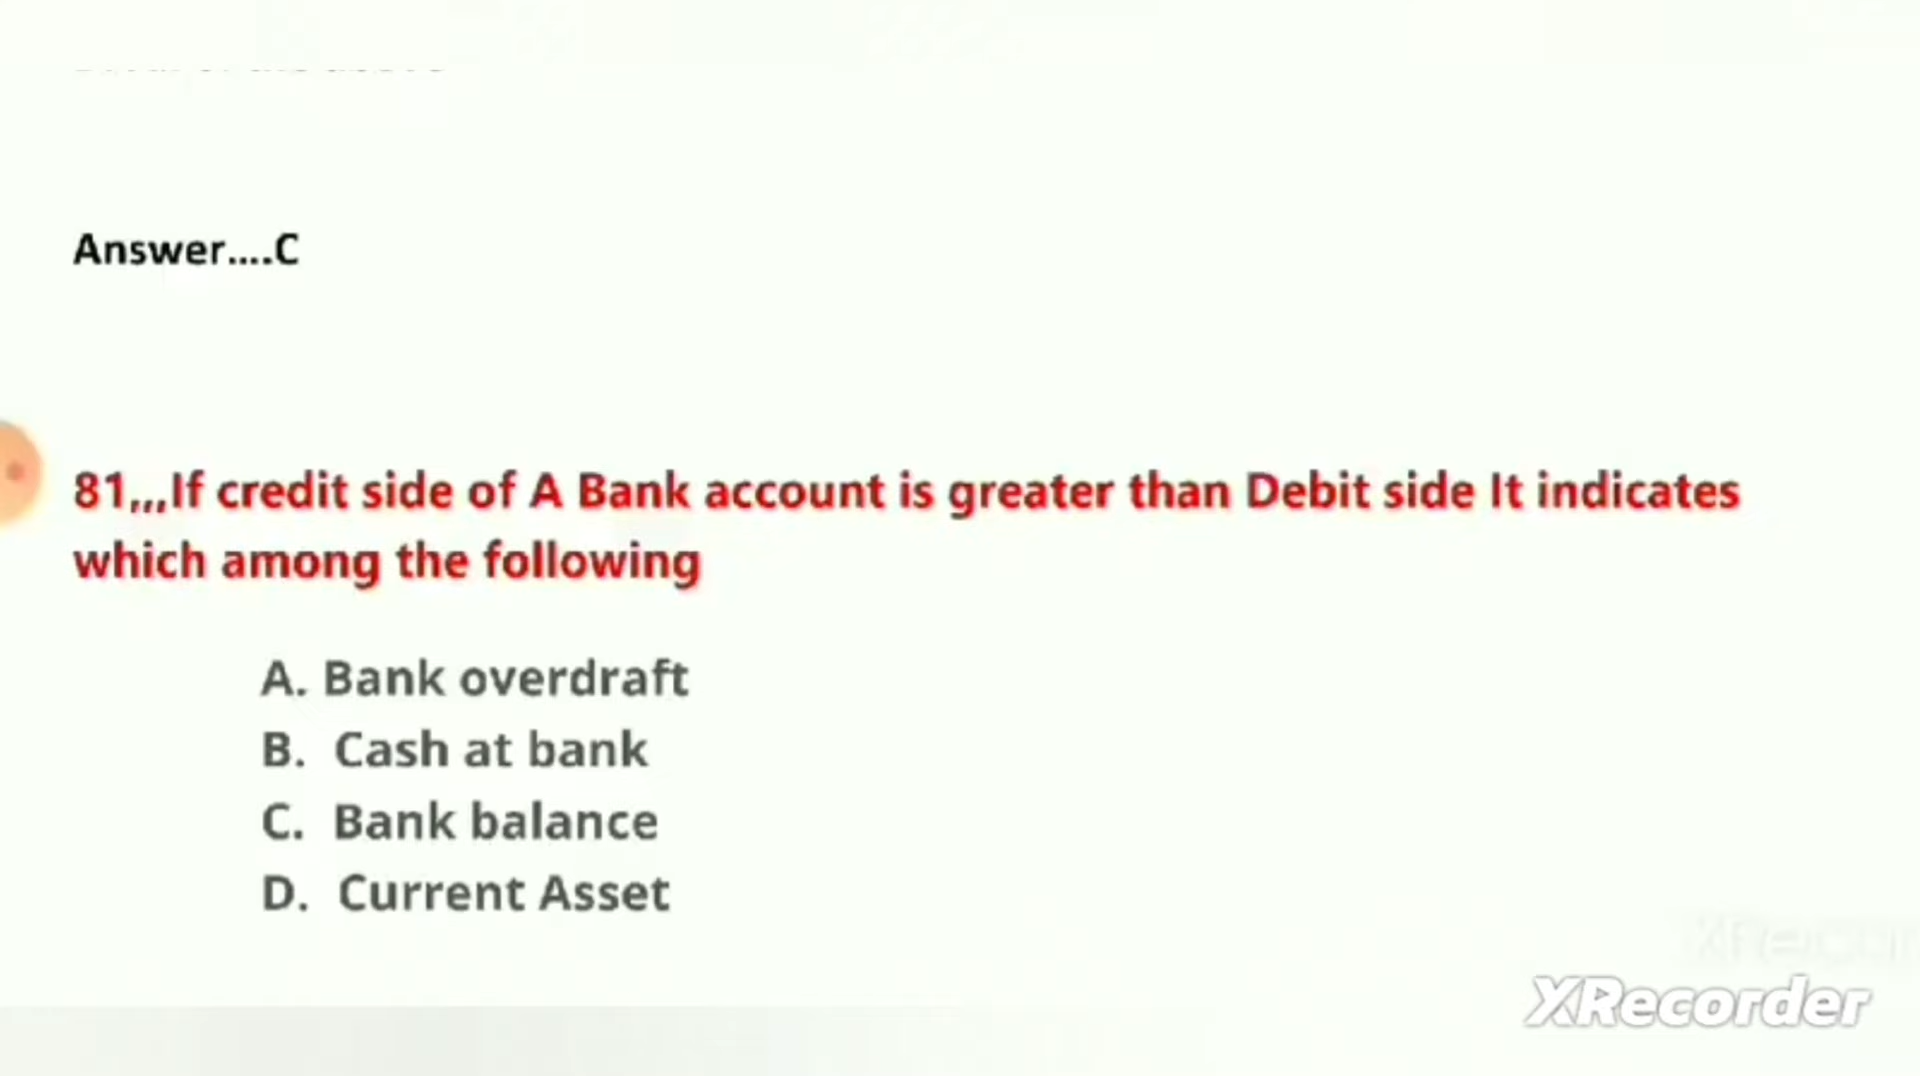 Answer....C
81,,,If credit side of A Bank account is greater than Debit side It indicates
which among the following
A. Bank overdraft
B. Cash at bank
C. Bank balance
D. Current Asset
XRecorder